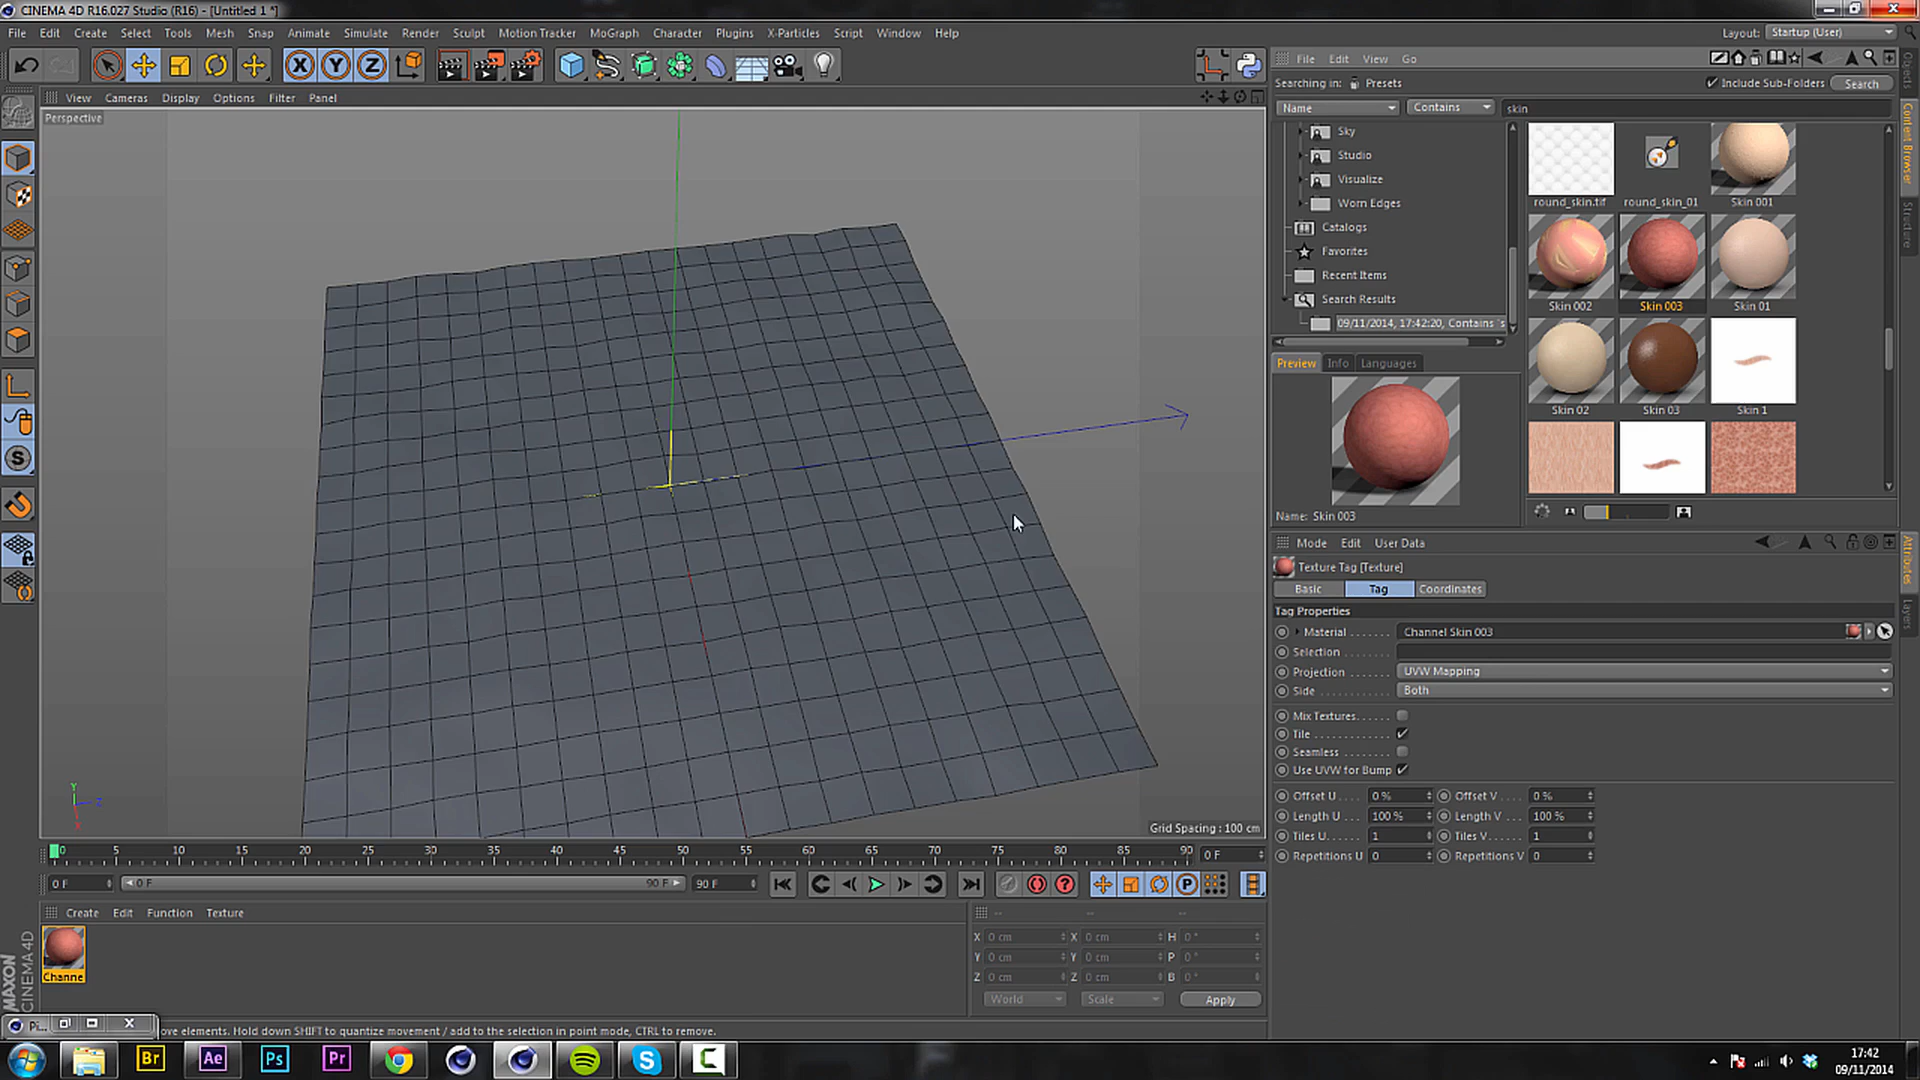 CINEMA 4D R16.027 Studio (R16) - [Untitled 1 *]
File Edit Create Select Tools Mesh Snap Animate Simulate Render Sculpt Motion Tracker MoGraph Character Plugins X-Particles Script Window Help
Layout: Startup (User)
X Y Z
File Edit View Go
View Cameras Display Options Filter Panel
Searching in: Presets Include Sub-Folders Search
Name Contains skin
Perspective
Sky
Studio
Visualize
Worn Edges
Catalogs
Favorites
Recent Items
Search Results
09/11/2014, 17:42:20, Contains 's
round_skin.tif round_skin_01 Skin 001
Skin 002 Skin 003 Skin 01
Skin 02 Skin 03 Skin 1
Preview Info Languages
Name: Skin 003
Objects
Content Browser
Structure
Attributes
Layers
Mode Edit User Data
Texture Tag [Texture]
Basic Tag Coordinates
Tag Properties
Material Channel Skin 003
Selection
Projection UVW Mapping
Side Both
Mix Textures
Tile
Seamless
Use UVW for Bump
Offset U 0 % Offset V 0 %
Length U 100 % Length V 100 %
Tiles U 1 Tiles V 1
Repetitions U 0 Repetitions V 0
Y
Z
X
Grid Spacing : 100 cm
0 5 10 15 20 25 30 35 40 45 50 55 60 65 70 75 80 85 90 0 F
0 F 0 F 90 F 90 F
Create Edit Function Texture
Channe
-- -- --
X 0 cm X 0 cm H 0 °
Y 0 cm Y 0 cm P 0 °
Z 0 cm Z 0 cm B 0 °
World Scale Apply
MAXON
CINEMA 4D
Pi...
ove elements. Hold down SHIFT to quantize movement / add to the selection in point mode, CTRL to remove.
Br Ae Ps Pr
17:42
09/11/2014